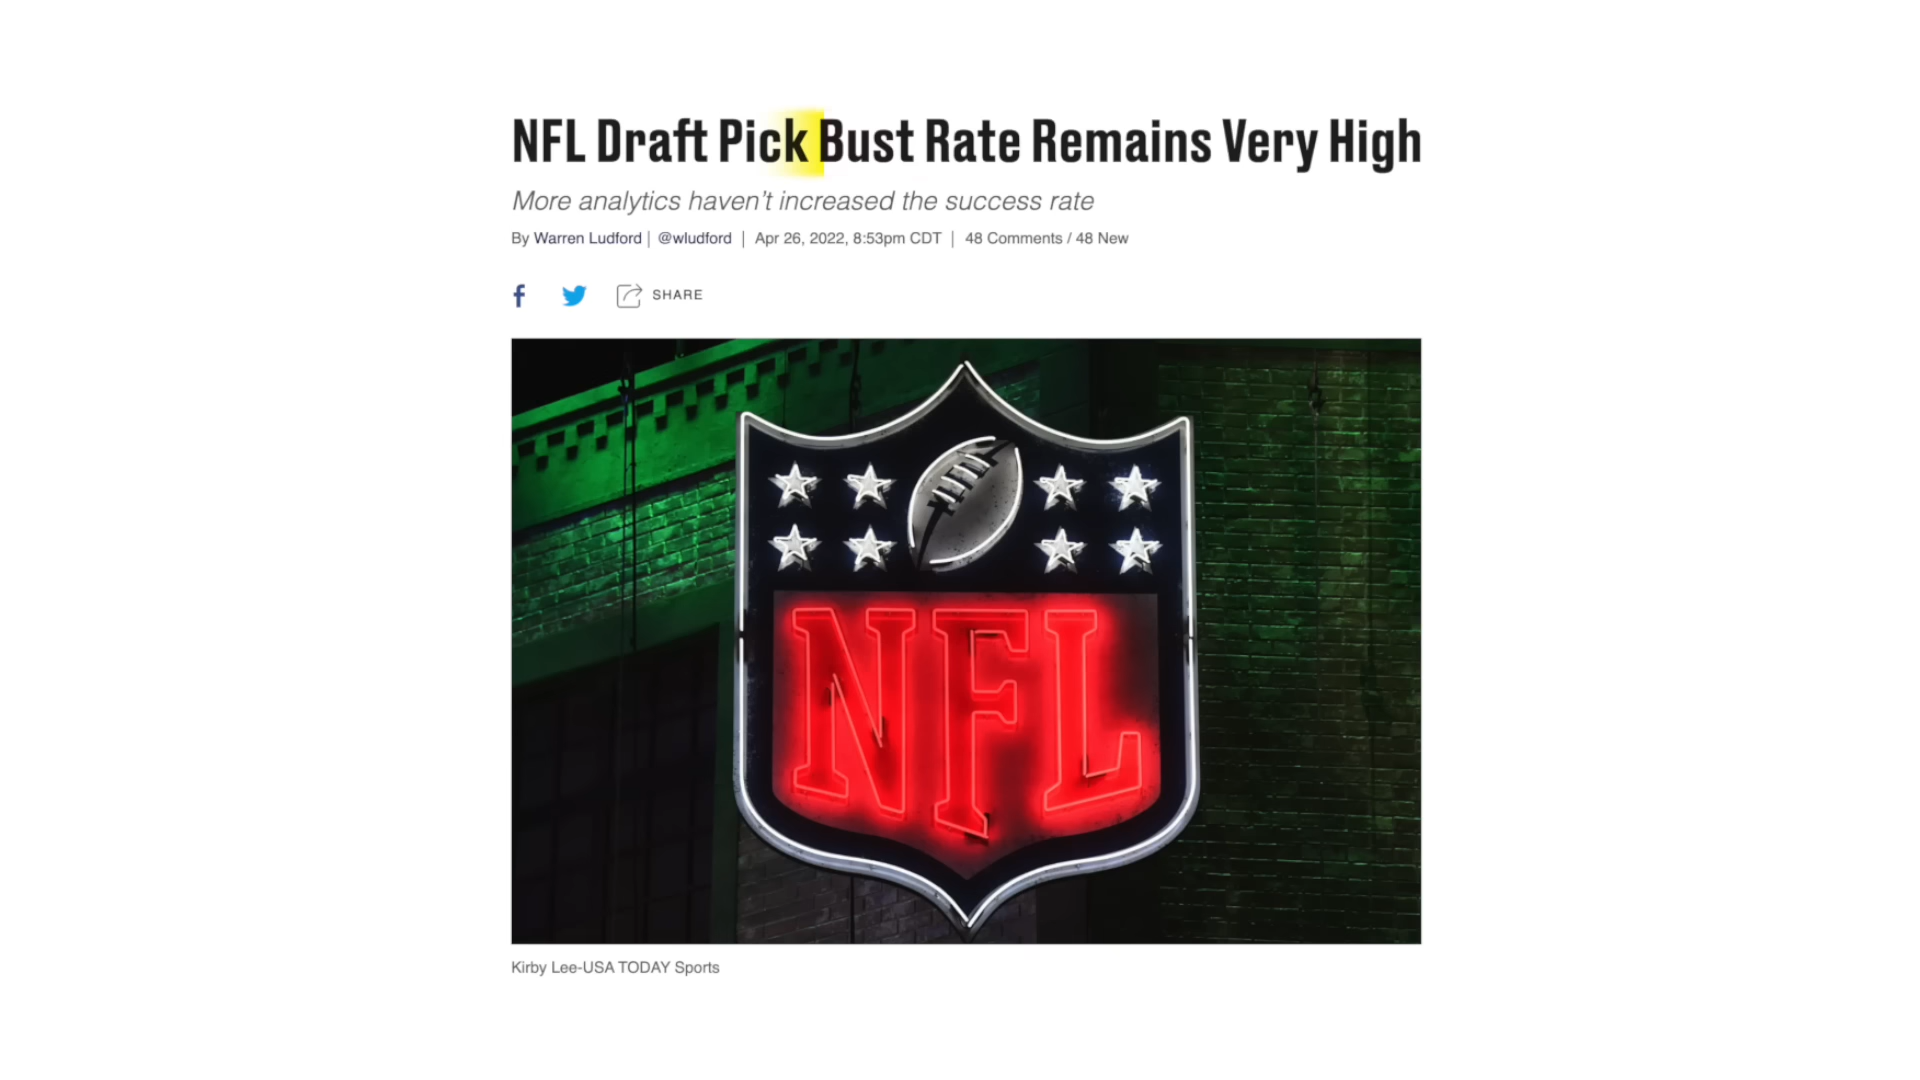 NFL Draft Pick Bust Rate Remains Very High
More analytics haven't increased the success rate
By Warren Ludford | @wludford | Apr 26, 2022, 8:53pm CDT | 48 Comments / 48 New
SHARE
NFL
Kirby Lee-USA TODAY Sports